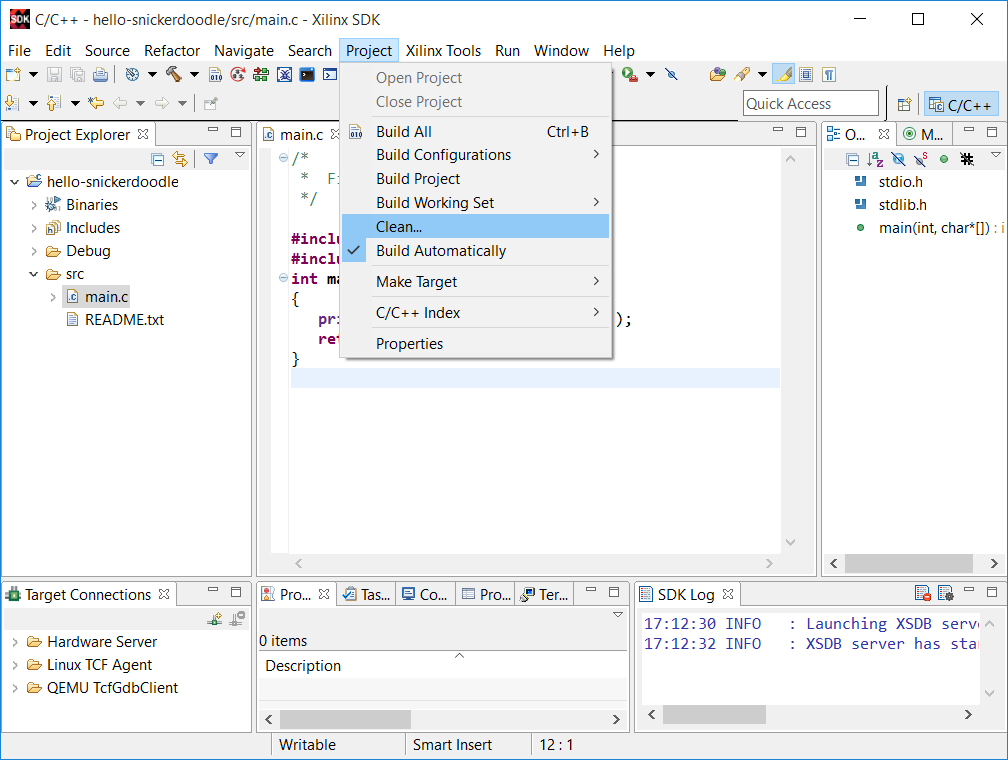 C/C++ - hello-snickerdoodle/src/main.c - Xilinx SDK
File Edit Source Refactor Navigate Search Project Xilinx Tools Run Window Help
Quick Access
C/C++
Project Explorer
hello-snickerdoodle
Binaries
Includes
Debug
src
main.c
README.txt
main.c
/*
* Fi
*/
#inclu
#inclu
int ma
{
pri
);
ret
}
Open Project
Close Project
Build All Ctrl+B
Build Configurations
Build Project
Build Working Set
Clean...
Build Automatically
Make Target
C/C++ Index
Properties
O...
M...
stdio.h
stdlib.h
main(int, char*[]) : i
Target Connections
Hardware Server
Linux TCF Agent
QEMU TcfGdbClient
Pro...
Tas...
Co...
Pro...
Ter...
0 items
Description
SDK Log
17:12:30 INFO : Launching XSDB serve
17:12:32 INFO : XSDB server has sta
Writable
Smart Insert
12 : 1